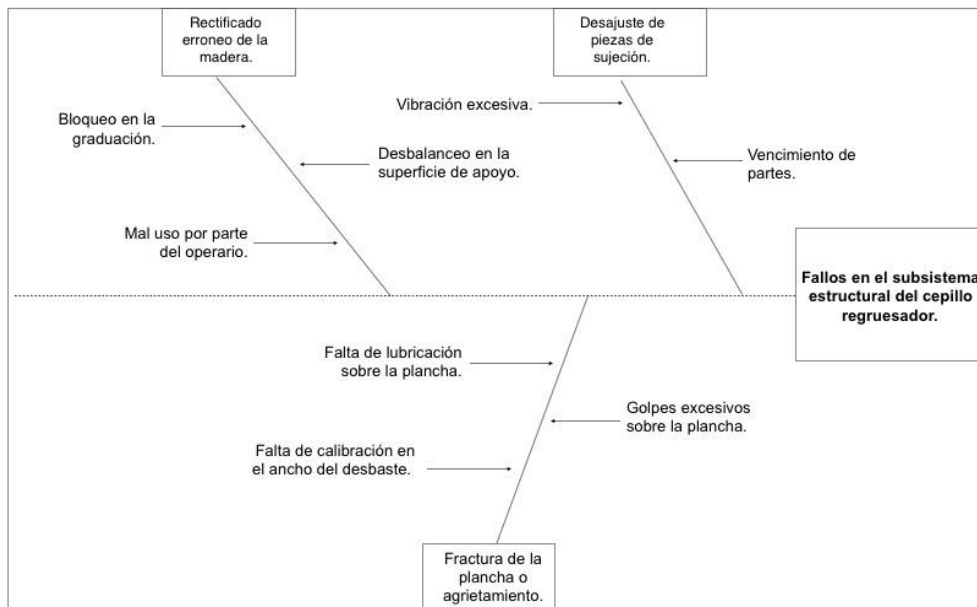 Rectificado
erroneo de la
madera.
Desajuste de
piezas de
sujeción.
Vibración excesiva.
Bloqueo en la
graduación.
Desbalanceo en la
superficie de apoyo.
Vencimiento de
partes.
Mal uso por parte
del operario.
Fallos en el subsistema
estructural del cepillo
regruesador.
Falta de lubricación
sobre la plancha.
Golpes excesivos
sobre la plancha.
Falta de calibración en
el ancho del desbaste.
Fractura de la
plancha o
agrietamiento.